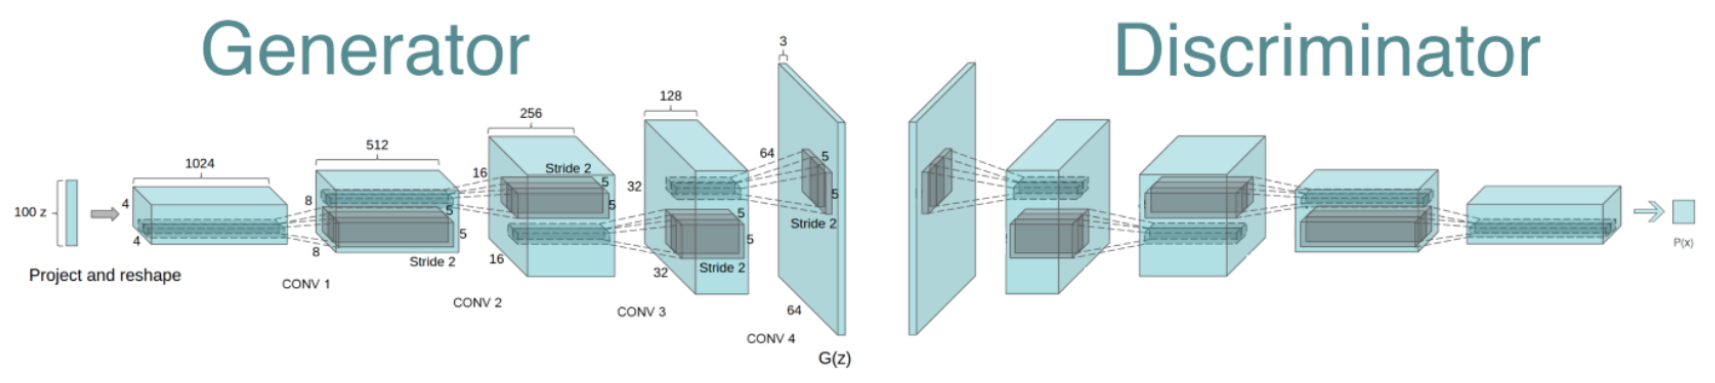 Generator
Discriminator
100 z
Project and reshape
1024
4
4
512
8
8
5
5
Stride 2
CONV 1
256
16
16
Stride 2
5
5
CONV 2
128
32
32
5
5
Stride 2
CONV 3
3
64
64
5
5
Stride 2
CONV 4
G(z)
P(x)